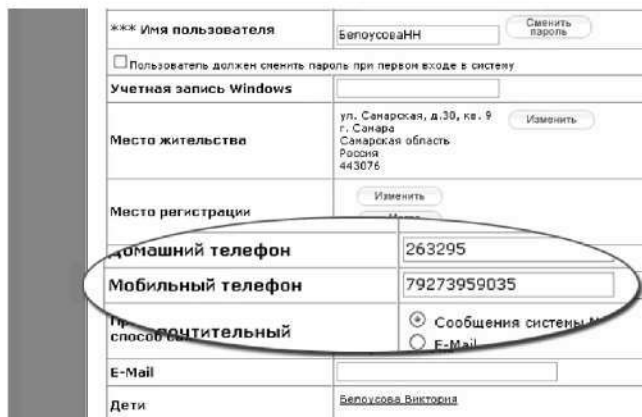 *** Имя пользователя
БелоусоваНН
Сменить пароль
Пользователь должен сменить пароль при первом входе в систему
Учетная запись Windows
Место жительства
ул. Самарская, д.30, кв. 9
г. Самара
Самарская область
Россия
443076
Изменить
Место регистрации
Изменить
Домашний телефон
263295
Мобильный телефон
79273959035
способ
Сообщения системы
E-Mail
E-Mail
Дети
Белоусова Виктория